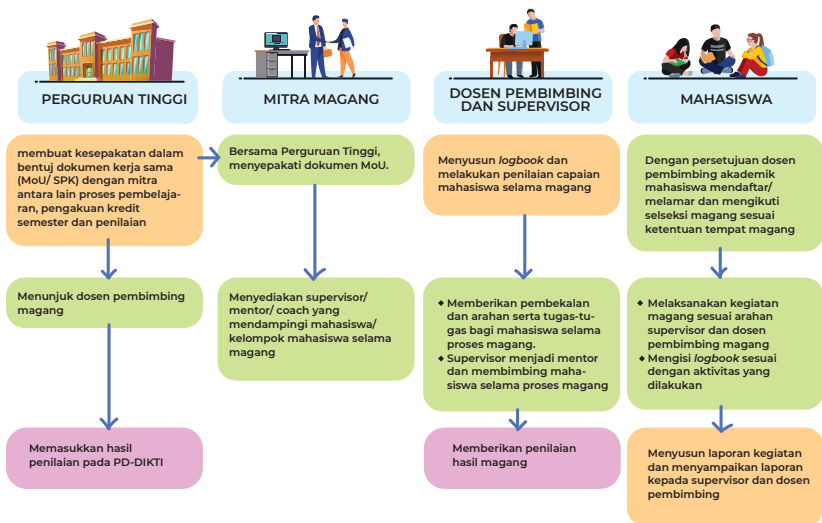 PERGURUAN TINGGI
MITRA MAGANG
DOSEN PEMBIMBING
DAN SUPERVISOR
MAHASISWA
membuat kesepakatan dalam
bentuj dokumen kerja sama
(MoU/ SPK) dengan mitra
antara lain proses pembelaja-
ran, pengakuan kredit
semester dan penilaian
Menunjuk dosen pembimbing
magang
Memasukkan hasil
penilaian pada PD-DIKTI
Bersama Perguruan Tinggi,
menyepakati dokumen MoU.
Menyediakan supervisor/
mentor/ coach yang
mendampingi mahasiswa/
kelompok mahasiswa selama
magang
Menyusun logbook dan
melakukan penilaian capaian
mahasiswa selama magang
◆ Memberikan pembekalan
dan arahan serta tugas-tu-
gas bagi mahasiswa selama
proses magang.
◆ Supervisor menjadi mentor
dan membimbing maha-
siswa selama proses magang
Memberikan penilaian
hasil magang
Dengan persetujuan dosen
pembimbing akademik
mahasiswa mendaftar/
melamar dan mengikuti
selseksi magang sesuai
ketentuan tempat magang
◆ Melaksanakan kegiatan
magang sesuai arahan
supervisor dan dosen
pembimbing magang
◆ Mengisi logbook sesuai
dengan aktivitas yang
dilakukan
Menyusun laporan kegiatan
dan menyampaikan laporan
kepada supervisor dan dosen
pembimbing